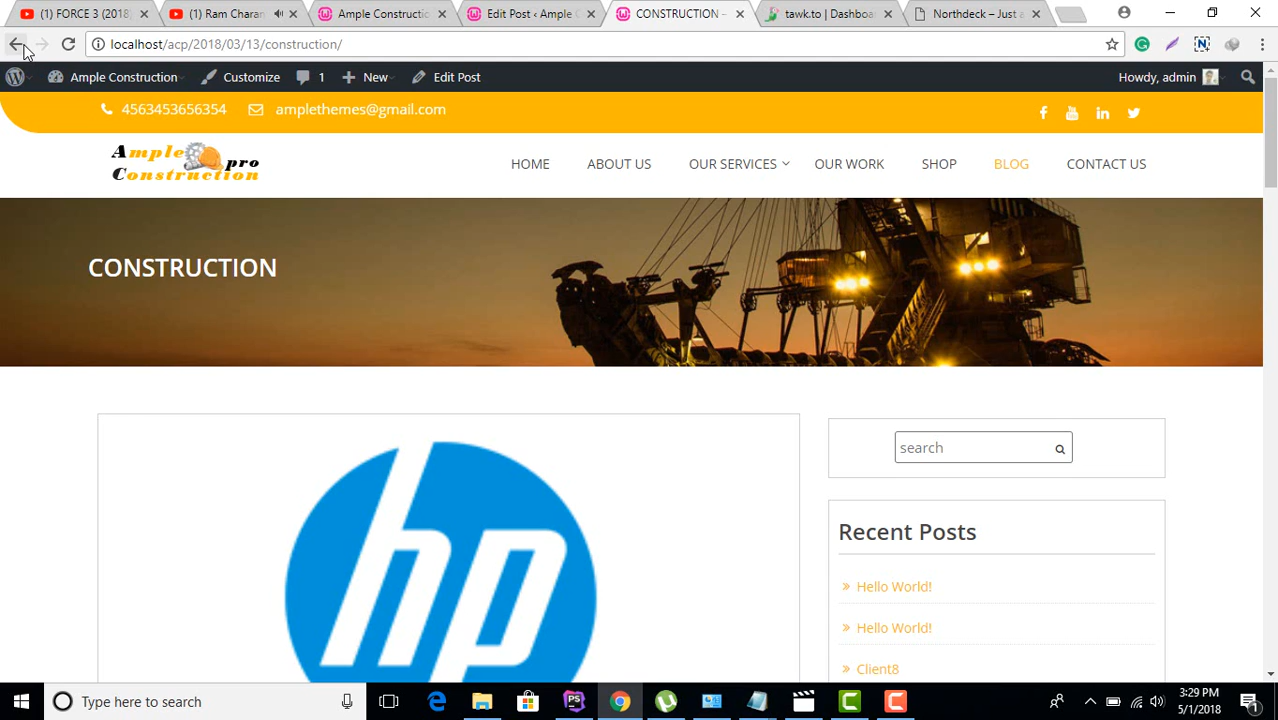 (1) FORCE 3 (2018)
(1) Ram Charan
Ample Constructio
Edit Post ‹ Ample C
CONSTRUCTION –
tawk.to | Dashboa
Northdeck – Just a
localhost/acp/2018/03/13/construction/
Ample Construction
Customize
1
New
Edit Post
Howdy, admin
4563453656354
amplethemes@gmail.com
Ample pro
Construction
HOME
ABOUT US
OUR SERVICES
OUR WORK
SHOP
BLOG
CONTACT US
CONSTRUCTION
hp
search
Recent Posts
Hello World!
Hello World!
Client8
Type here to search
3:29 PM
5/1/2018